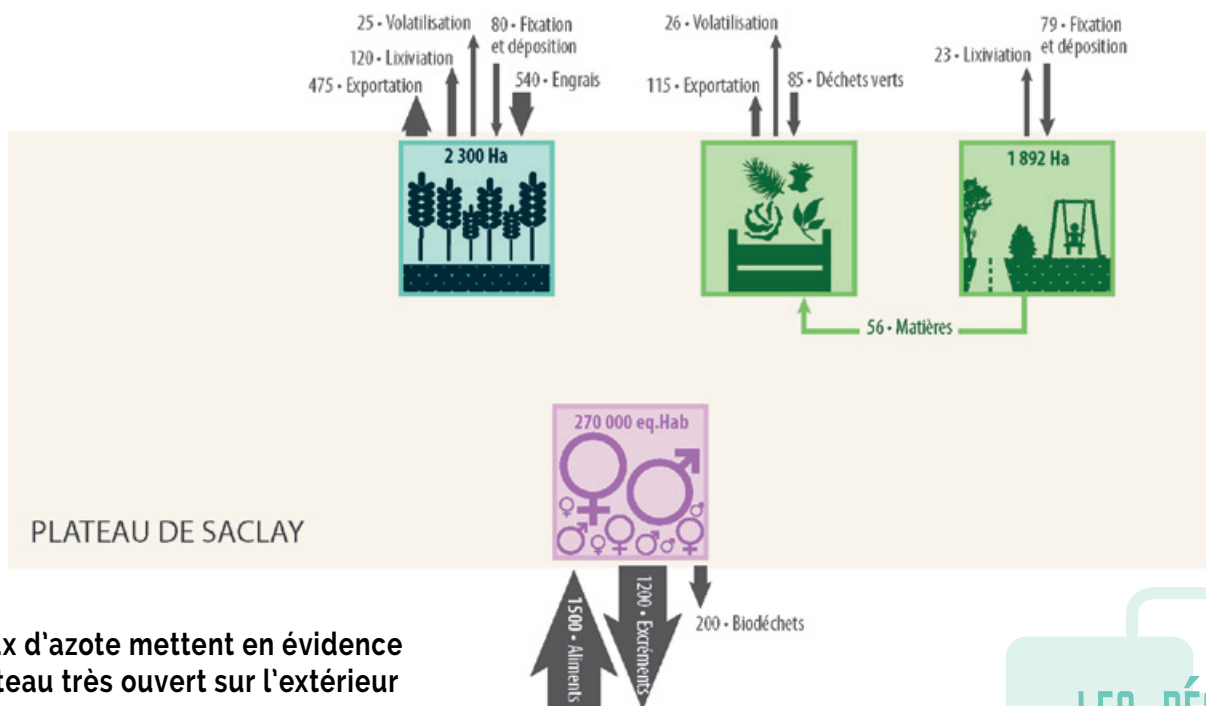 25 • Volatilisation
80 • Fixation
et déposition
120 • Lixiviation
475 • Exportation
540 • Engrais
26 • Volatilisation
115 • Exportation
85 • Déchets verts
79 • Fixation
et déposition
23 • Lixiviation
2 300 Ha
1 892 Ha
56 • Matières
270 000 eq.Hab
PLATEAU DE SACLAY
1500 • Aliments
1200 • Excréments
200 • Biodéchets
d'azote mettent en évidence
très ouvert sur l'extérieur